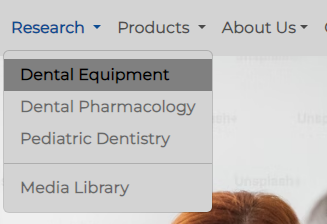 Research Products About Us
Dental Equipment
Dental Pharmacology
Pediatric Dentistry
Media Library